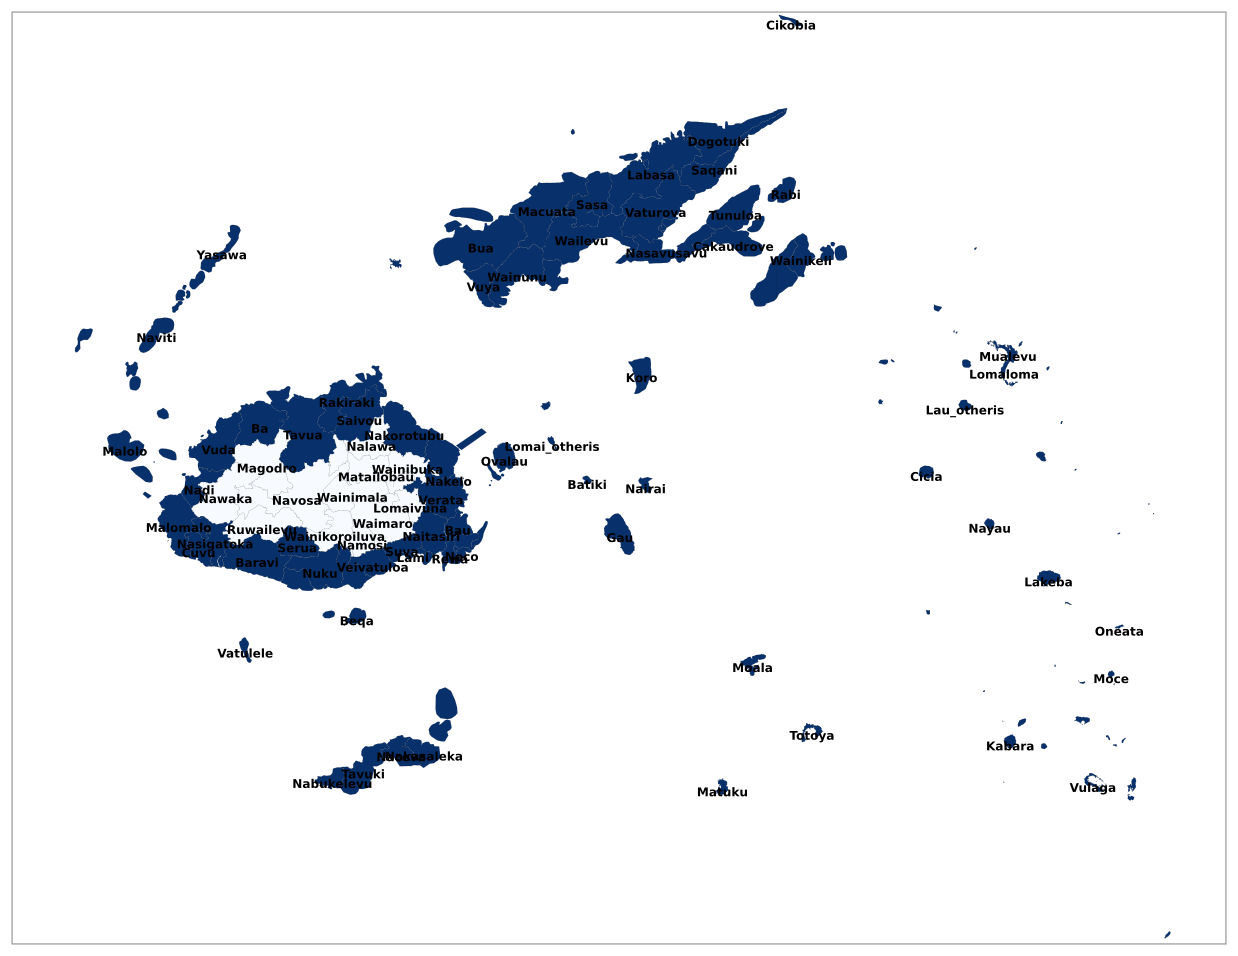 Cikobia
Dogotuki
Saqani
Labasa
Rabi
Sasa
Macuata
Vaturova
Tunuloa
Wailevu
Cakaudrove
Bua
Nasavusavu
Yasawa
Wainikeli
Wainunu
Vuya
Naviti
Mualevu
Lomaloma
Koro
Rakiraki
Lau_otheris
Saivou
Ba
Tavua
Nakorotubu
Nalawa
Lomai_otheris
Vuda
Malolo
Ovalau
Magodro
Wainibuka
Matailobau
Cicia
Nakelo
Batiki
Nairai
Nadi
Nawaka
Navosa
Wainimala
Verata
Lomaivuna
Waimaro
Malomalo
Ruwailevu
Nayau
Bau
Wainikoroiluva
Naitasiri
Gau
Nasigatoka
Namosi
Serua
Cuvu
Suva
Lami
Rewa
Noco
Baravi
Veivatuloa
Nuku
Lakeba
Beqa
Oneata
Vatulele
Moala
Moce
Totoya
Kabara
Nakasaleka
Tavuki
Nabukelevu
Matuku
Vulaga